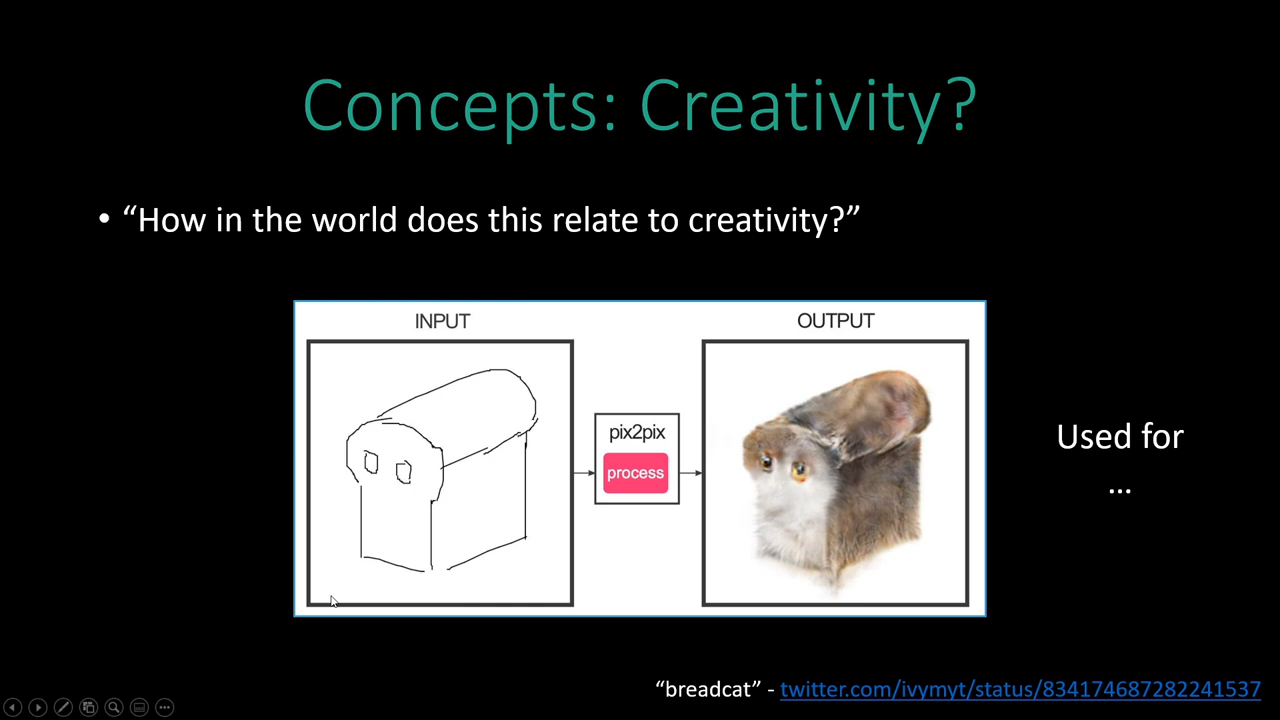 Concepts: Creativity?
• “How in the world does this relate to creativity?”
INPUT
OUTPUT
pix2pix
process
Used for
…
“breadcat” - twitter.com/ivymyt/status/834174687282241537